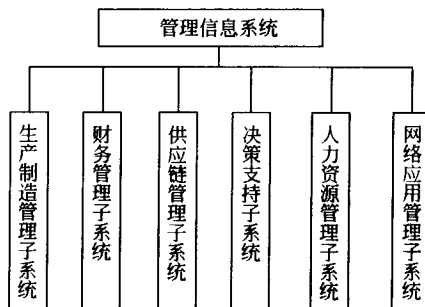 管理信息系统
生产制造管理子系统
财务管理子系统
供应链管理子系统
决策支持子系统
人力资源管理子系统
网络应用管理子系统